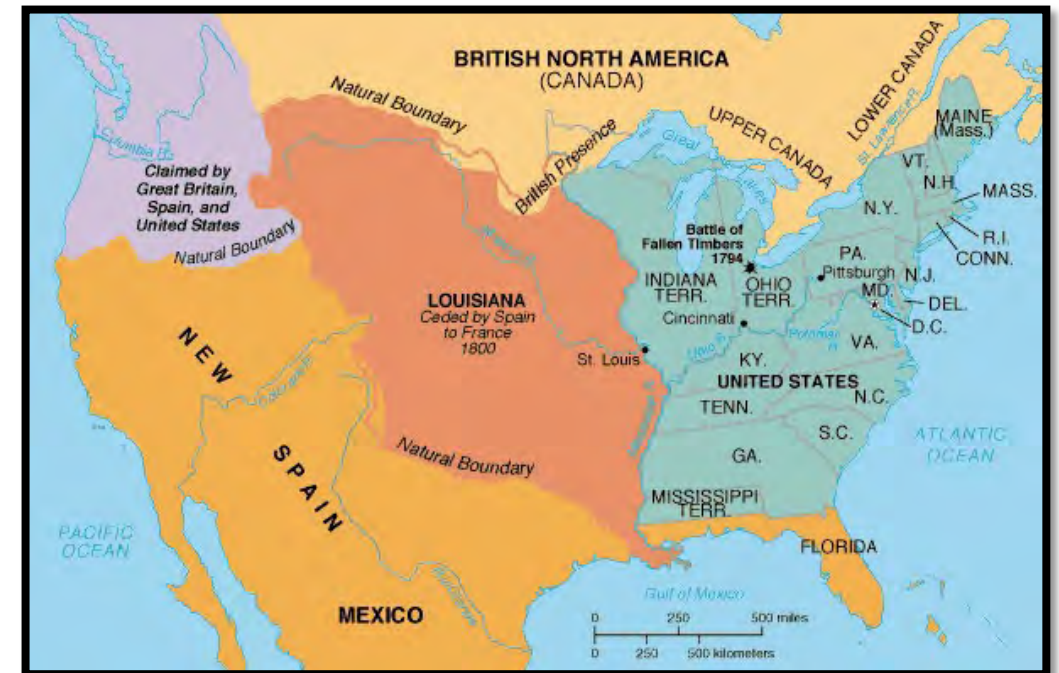 BRITISH NORTH AMERICA
(CANADA)
Natural Boundary
British Presence
UPPER CANADA
LOWER CANADA
St. Lawrence R.
MAINE
(Mass.)
Columbia R.
Claimed by
Great Britain,
Spain, and
United States
Natural Boundary
Great Lakes
VT.
N.H.
MASS.
N.Y.
R.I.
CONN.
Battle of
Fallen Timbers
1794
PA.
Pittsburgh
N.J.
MD.
DEL.
D.C.
INDIANA
TERR.
OHIO
TERR.
Cincinnati
LOUISIANA
Ceded by Spain
to France
1800
St. Louis
Ohio R.
Potomac
R.
VA.
KY.
UNITED STATES
N.C.
TENN.
S.C.
GA.
MISSISSIPPI
TERR.
NEW
SPAIN
Colorado R.
Natural Boundary
ATLANTIC
OCEAN
PACIFIC
OCEAN
FLORIDA
MEXICO
Gulf of Mexico
0 250 500 miles
0 250 500 kilometers